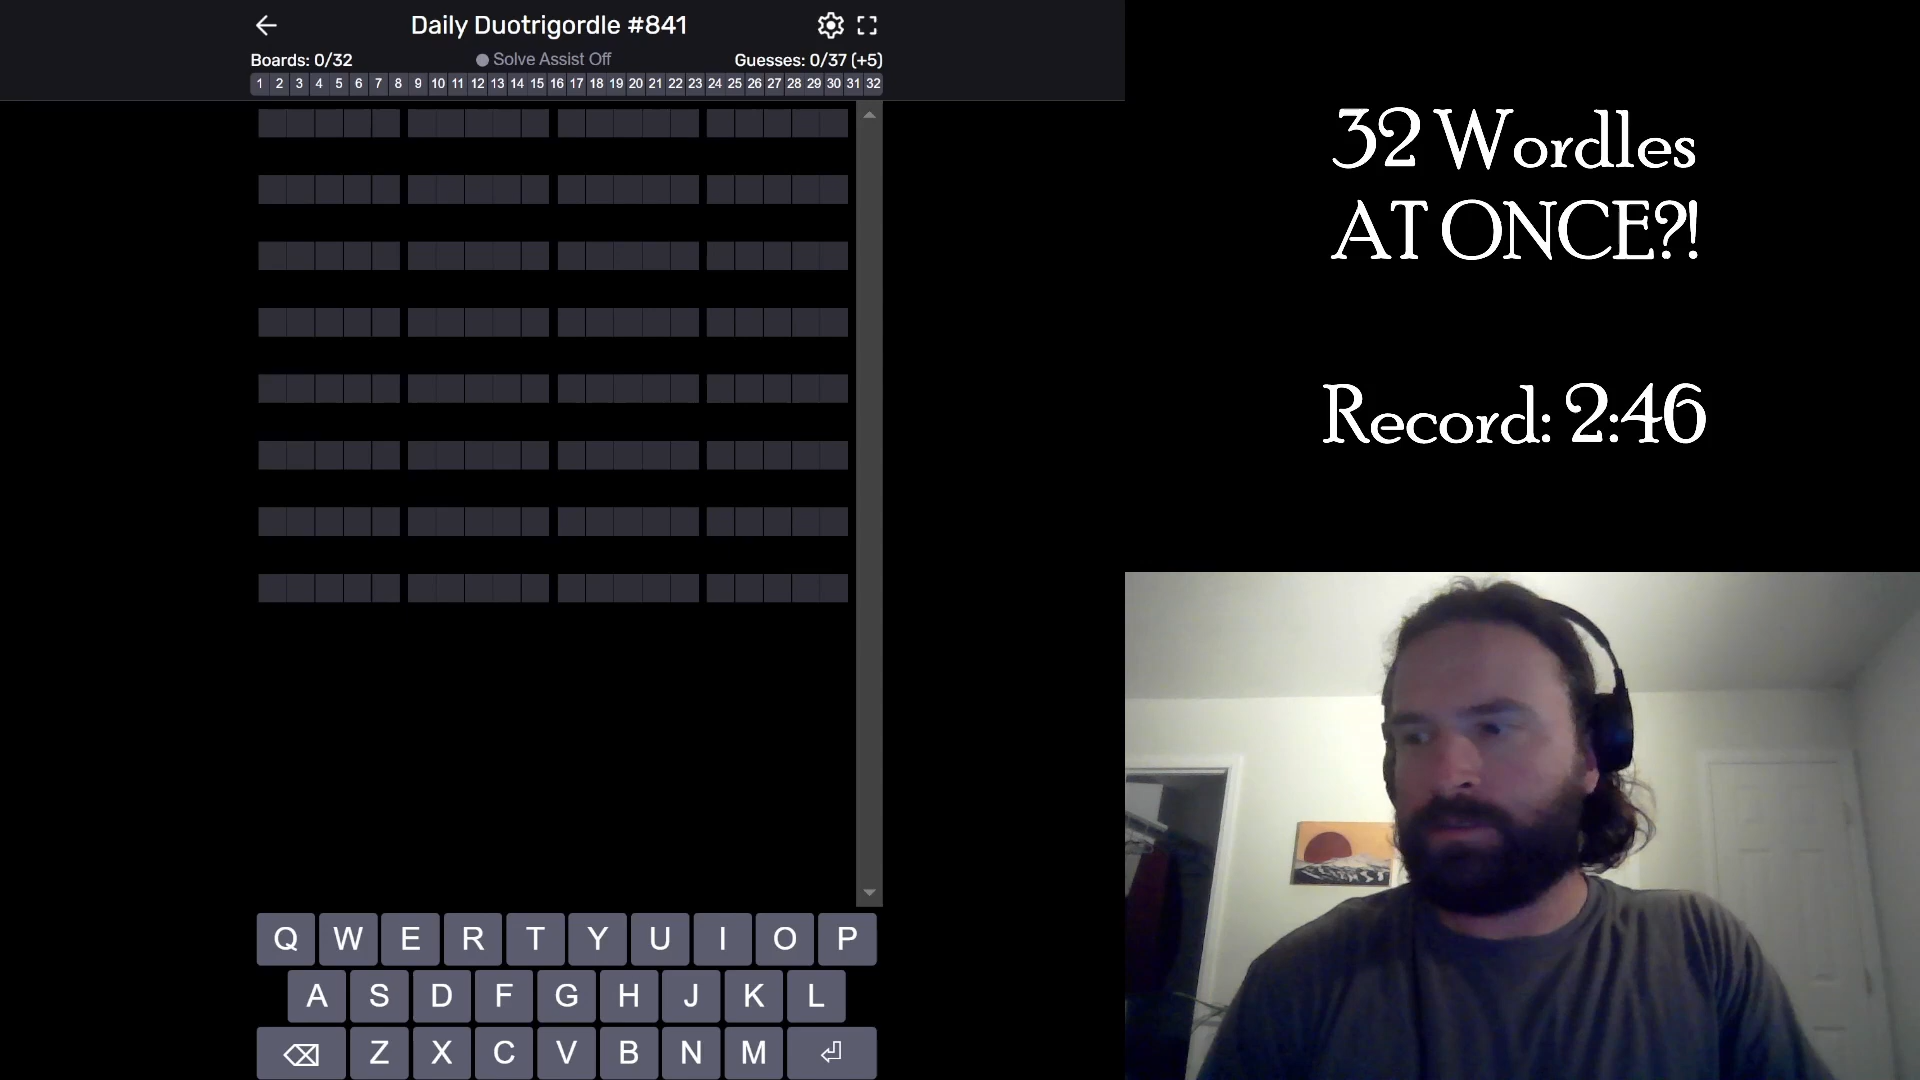 Daily Duotrigordle #841
Boards: 0/32 Solve Assist Off Guesses: 0/37 (+5)
1 2 3 4 5 6 7 8 9 10 11 12 13 14 15 16 17 18 19 20 21 22 23 24 25 26 27 28 29 30 31 32
32 Wordles
AT ONCE?!
Record: 2:46
Q W E R T Y U I O P
A S D F G H J K L
Z X C V B N M